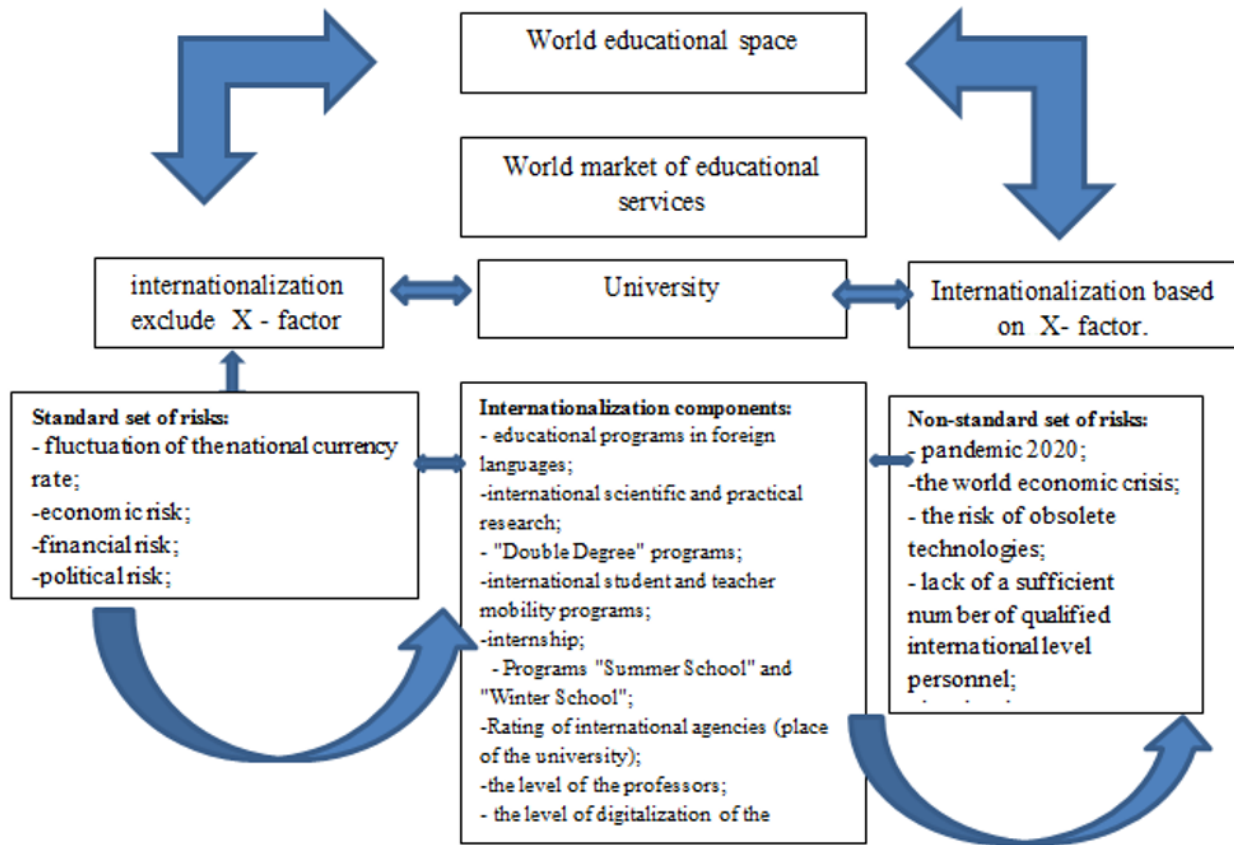 World educational space
World market of educational
services
internationalization
exclude X - factor
University
Internationalization based
on X- factor.
Standard set of risks:
- fluctuation of the national currency
rate;
-economic risk;
-financial risk;
-political risk;
Internationalization components:
- educational programs in foreign
languages;
-international scientific and practical
research;
- "Double Degree" programs;
-international student and teacher
mobility programs;
-internship;
- Programs "Summer School" and
"Winter School";
-Rating of international agencies (place
of the university);
-the level of the professors;
- the level of digitalization of the
Non-standard set of risks:
- pandemic 2020;
-the world economic crisis;
- the risk of obsolete
technologies;
- lack of a sufficient
number of qualified
international level
personnel;